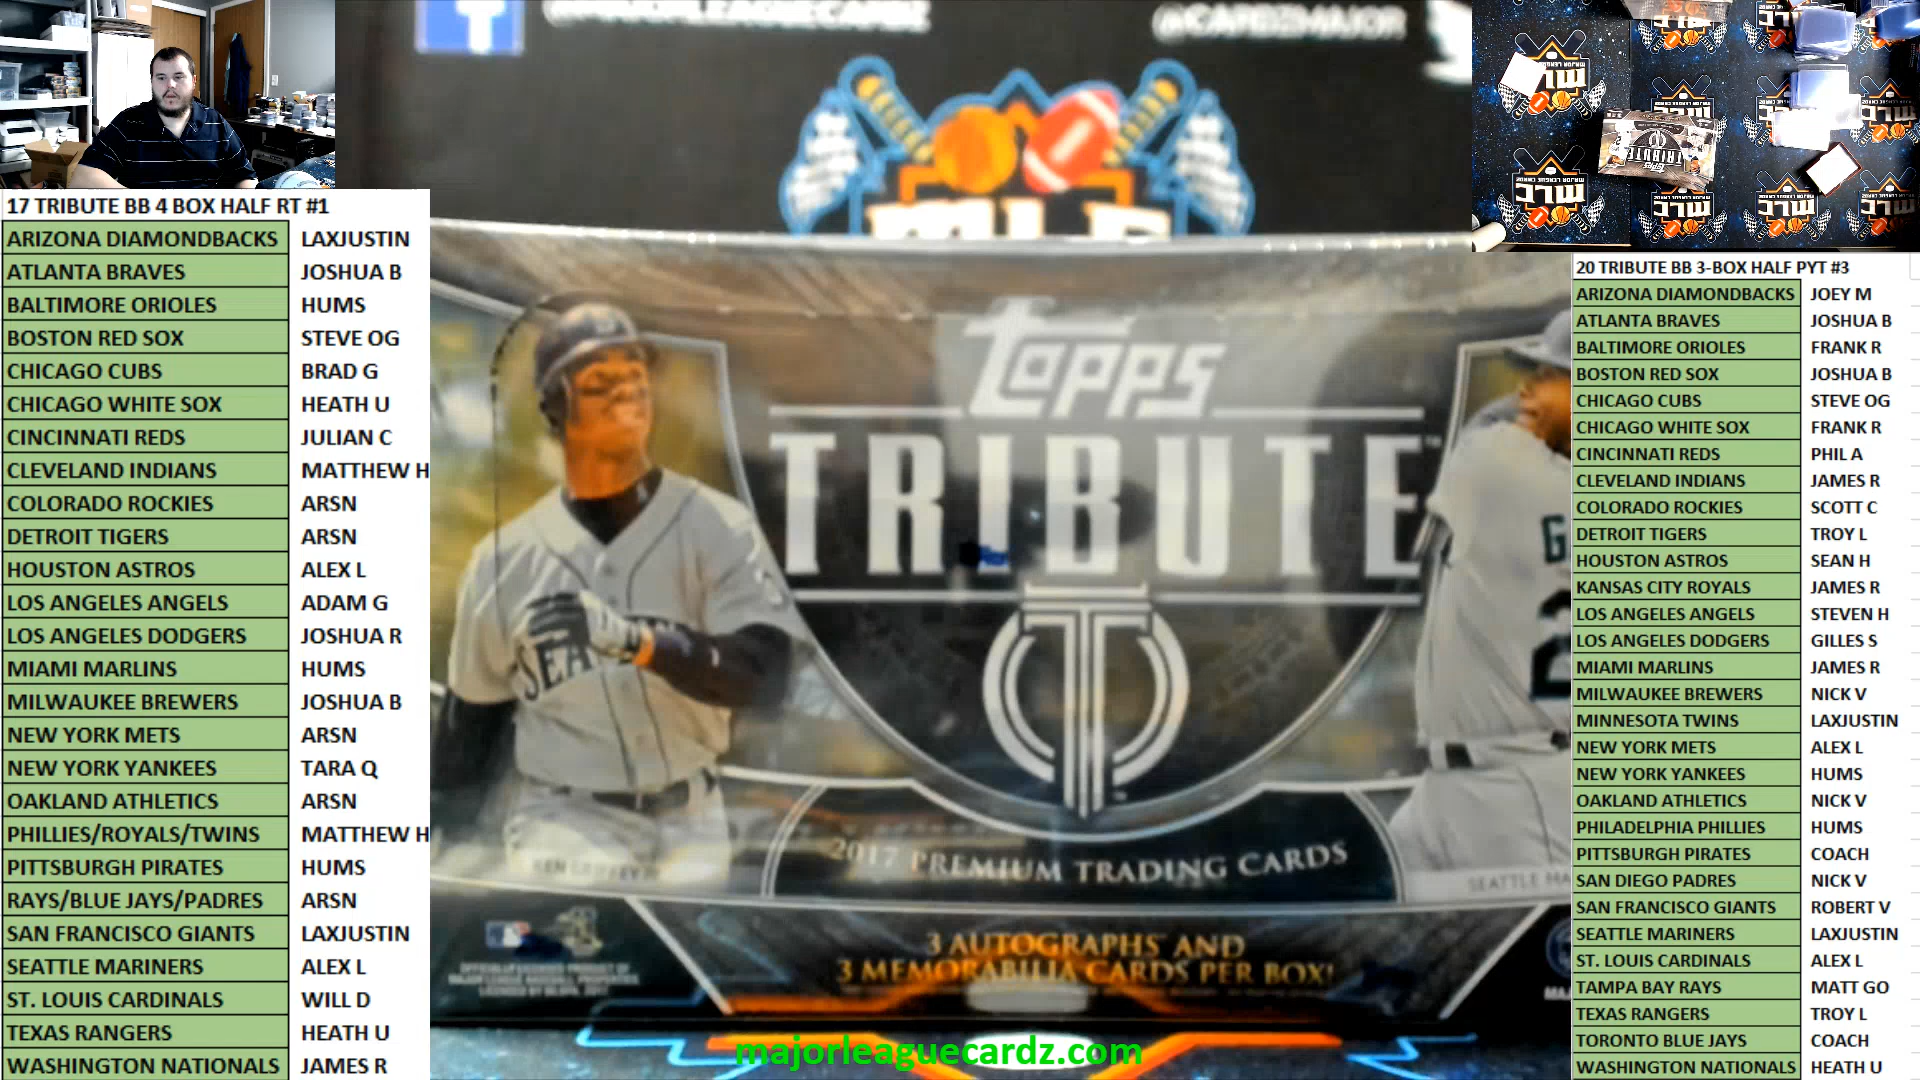 @MAJORLEAGUECARDZ
@CARDZMAJOR
17 TRIBUTE BB 4 BOX HALF RT #1
ARIZONA DIAMONDBACKS LAXJUSTIN
ATLANTA BRAVES JOSHUA B
BALTIMORE ORIOLES HUMS
BOSTON RED SOX STEVE OG
CHICAGO CUBS BRAD G
CHICAGO WHITE SOX HEATH U
CINCINNATI REDS JULIAN C
CLEVELAND INDIANS MATTHEW H
COLORADO ROCKIES ARSN
DETROIT TIGERS ARSN
HOUSTON ASTROS ALEX L
LOS ANGELES ANGELS ADAM G
LOS ANGELES DODGERS JOSHUA R
MIAMI MARLINS HUMS
MILWAUKEE BREWERS JOSHUA B
NEW YORK METS ARSN
NEW YORK YANKEES TARA Q
OAKLAND ATHLETICS ARSN
PHILLIES/ROYALS/TWINS MATTHEW H
PITTSBURGH PIRATES HUMS
RAYS/BLUE JAYS/PADRES ARSN
SAN FRANCISCO GIANTS LAXJUSTIN
SEATTLE MARINERS ALEX L
ST. LOUIS CARDINALS WILL D
TEXAS RANGERS HEATH U
WASHINGTON NATIONALS JAMES R
topps
TRIBUTE
SEA
2017 PREMIUM TRADING CARDS
KEN GRIFFEY JR
SEATTLE MA
3 AUTOGRAPHS AND
3 MEMORABILIA CARDS PER BOX!
majorleaguecardz.com
MLC
topps
TRIBUTE
20 TRIBUTE BB 3-BOX HALF PYT #3
ARIZONA DIAMONDBACKS JOEY M
ATLANTA BRAVES JOSHUA B
BALTIMORE ORIOLES FRANK R
BOSTON RED SOX JOSHUA B
CHICAGO CUBS STEVE OG
CHICAGO WHITE SOX FRANK R
CINCINNATI REDS PHIL A
CLEVELAND INDIANS JAMES R
COLORADO ROCKIES SCOTT C
DETROIT TIGERS TROY L
HOUSTON ASTROS SEAN H
KANSAS CITY ROYALS JAMES R
LOS ANGELES ANGELS STEVEN H
LOS ANGELES DODGERS GILLES S
MIAMI MARLINS JAMES R
MILWAUKEE BREWERS NICK V
MINNESOTA TWINS LAXJUSTIN
NEW YORK METS ALEX L
NEW YORK YANKEES HUMS
OAKLAND ATHLETICS NICK V
PHILADELPHIA PHILLIES HUMS
PITTSBURGH PIRATES COACH
SAN DIEGO PADRES NICK V
SAN FRANCISCO GIANTS ROBERT V
SEATTLE MARINERS LAXJUSTIN
ST. LOUIS CARDINALS ALEX L
TAMPA BAY RAYS MATT GO
TEXAS RANGERS TROY L
TORONTO BLUE JAYS COACH
WASHINGTON NATIONALS HEATH U